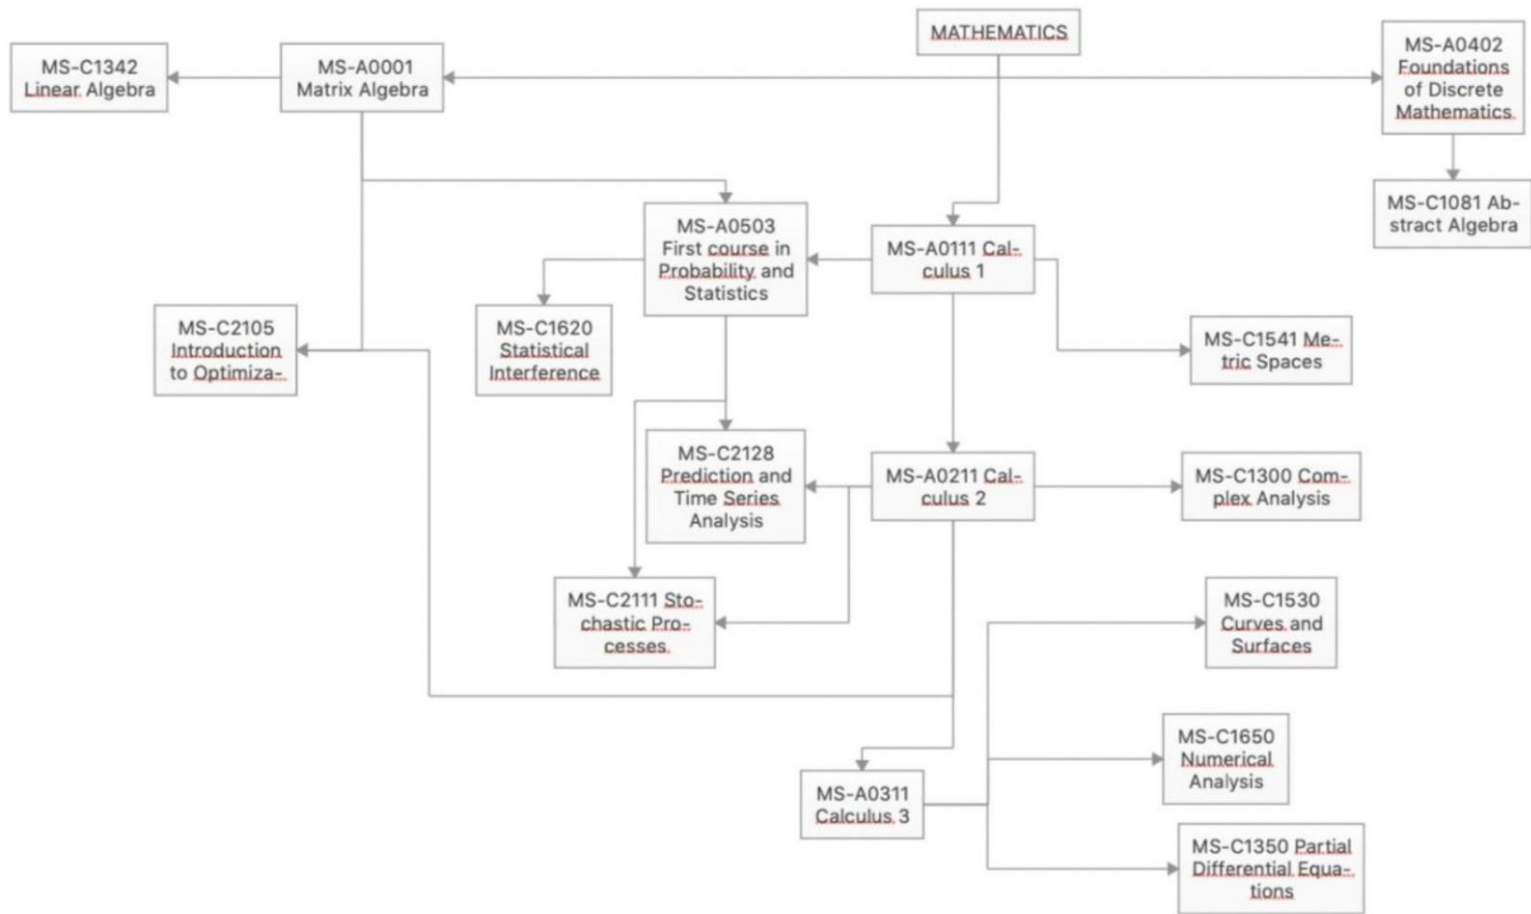 MATHEMATICS
MS-C1342
Linear Algebra
MS-A0001
Matrix Algebra
MS-A0402
Foundations
of Discrete
Mathematics
MS-C1081 Ab-
stract Algebra
MS-A0503
First course in
Probability and
Statistics
MS-A0111 Cal-
culus 1
MS-C2105
Introduction
to Optimiza-
MS-C1620
Statistical
Interference
MS-C1541 Me-
tric Spaces
MS-C2128
Prediction and
Time Series
Analysis
MS-A0211 Cal-
culus 2
MS-C1300 Com-
plex Analysis
MS-C2111 Sto-
chastic Pro-
cesses
MS-C1530
Curves and
Surfaces
MS-C1650
Numerical
Analysis
MS-A0311
Calculus 3
MS-C1350 Partial
Differential Equa-
tions